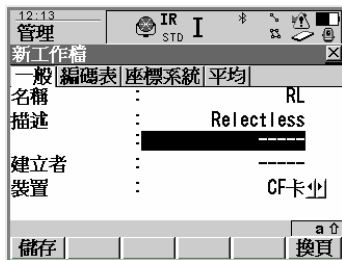 12:13
管理
IR
STD
I
新工作檔
一般 編碼表 座標系統 平均
名稱 : RL
描述 : Relectless
: -----
建立者 : -----
裝置 : CF卡
a
儲存 換頁